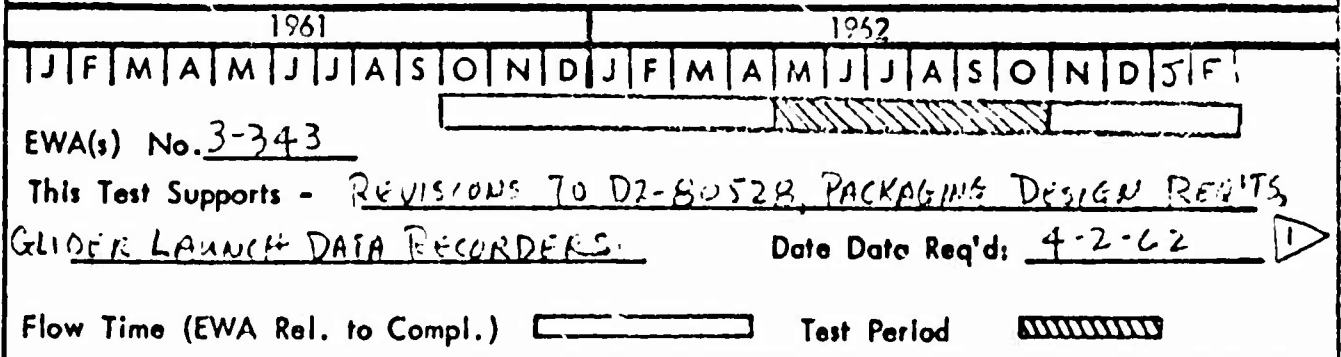 1961 1962
J F M A M J J A S O N D J F M A M J J A S O N D J F
EWA(s) No. 3-343
This Test Supports - REVISIONS TO D2-80528, PACKAGING DESIGN REQ'TS,
GLIDER LAUNCH DATA RECORDERS. Date Data Req'd: 4-2-62 1
Flow Time (EWA Rel. to Compl.) Test Period